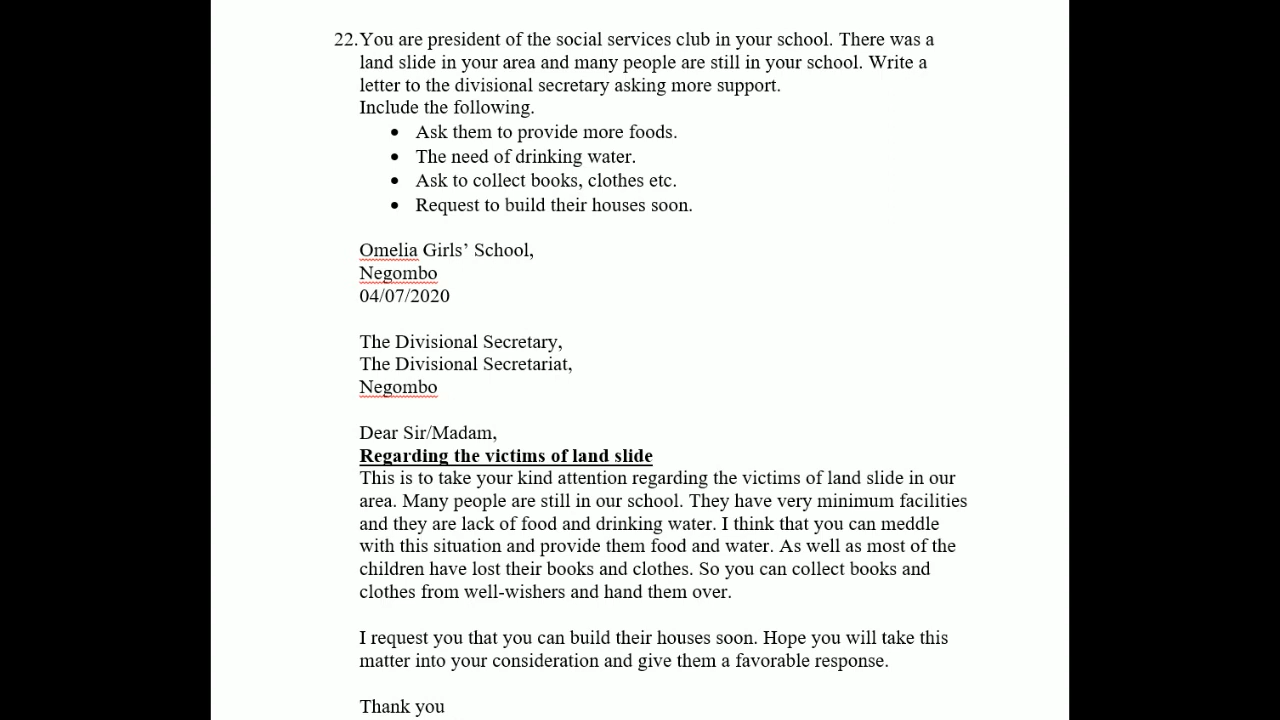 22. You are president of the social services club in your school. There was a
land slide in your area and many people are still in your school. Write a
letter to the divisional secretary asking more support.
Include the following.
• Ask them to provide more foods.
• The need of drinking water.
• Ask to collect books, clothes etc.
• Request to build their houses soon.
Omelia Girls’ School,
Negombo
04/07/2020
The Divisional Secretary,
The Divisional Secretariat,
Negombo
Dear Sir/Madam,
Regarding the victims of land slide
This is to take your kind attention regarding the victims of land slide in our
area. Many people are still in our school. They have very minimum facilities
and they are lack of food and drinking water. I think that you can meddle
with this situation and provide them food and water. As well as most of the
children have lost their books and clothes. So you can collect books and
clothes from well-wishers and hand them over.
I request you that you can build their houses soon. Hope you will take this
matter into your consideration and give them a favorable response.
Thank you